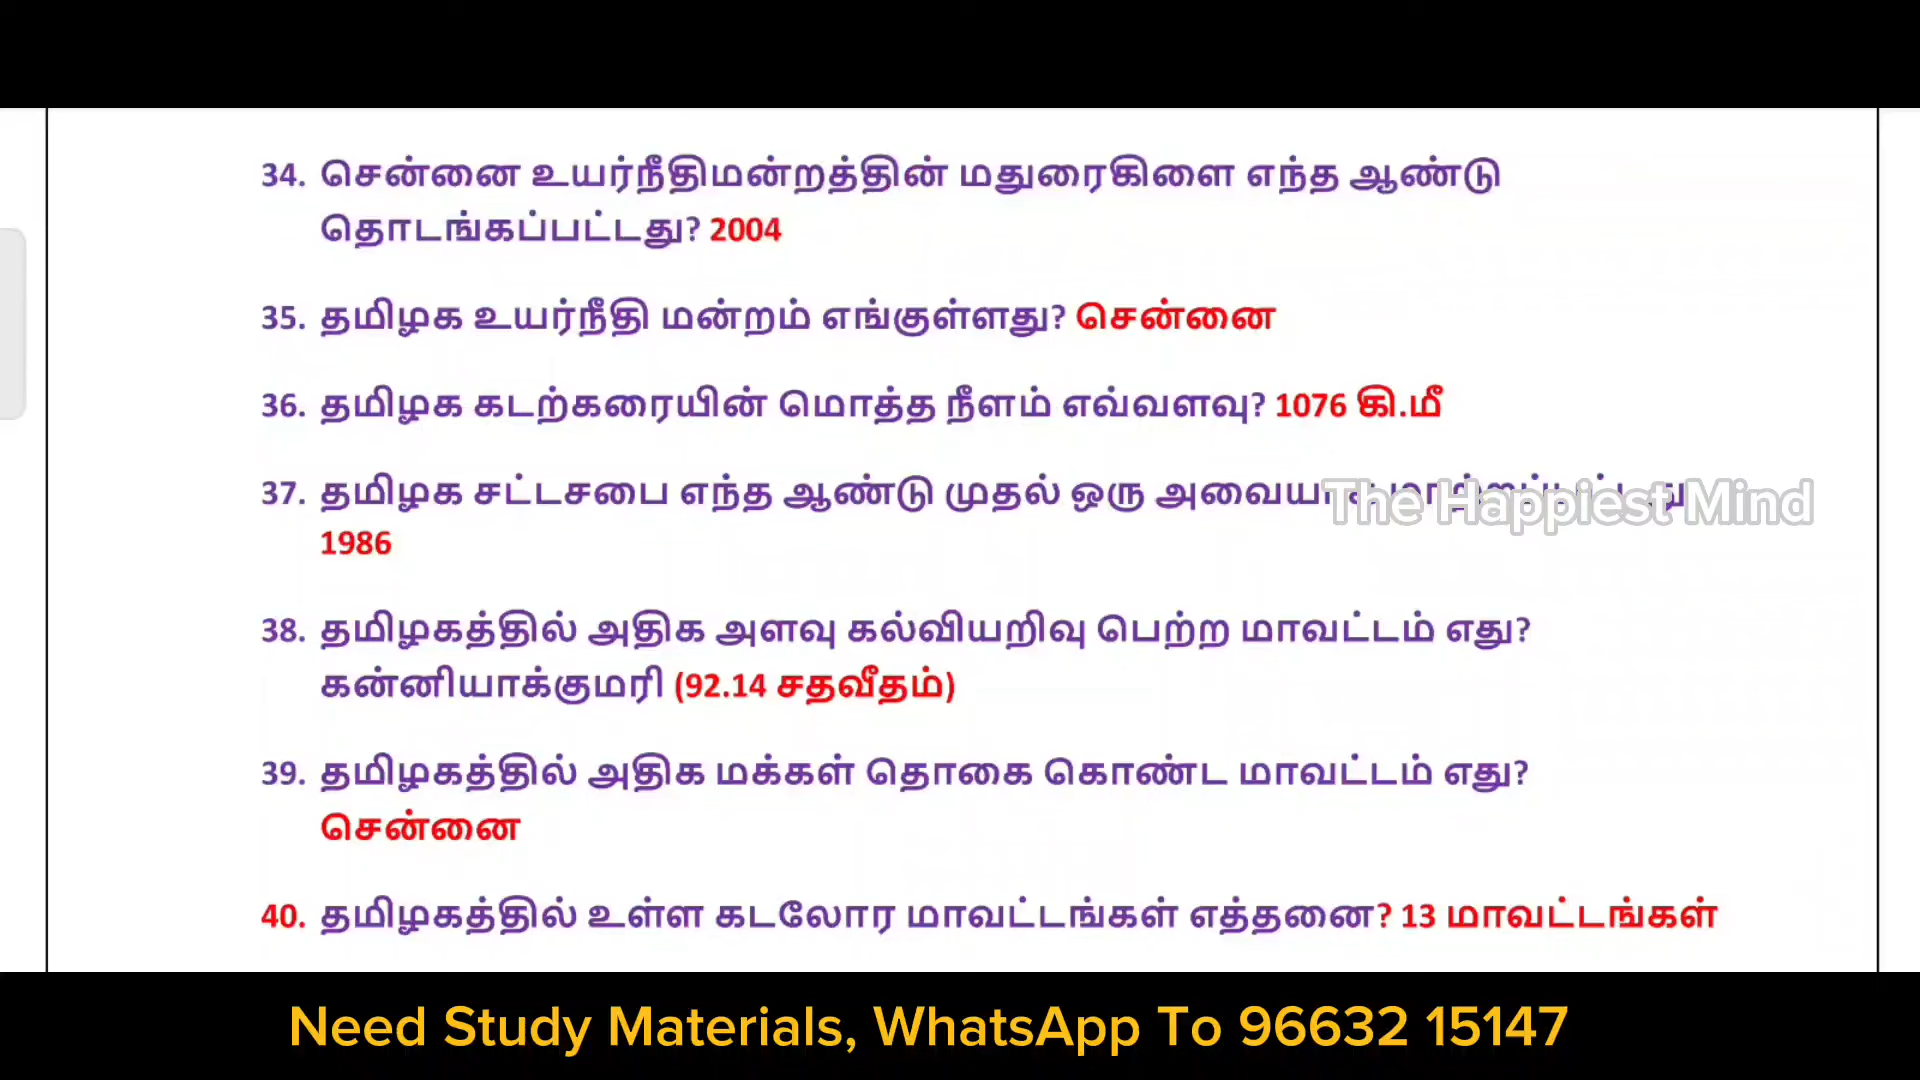 34. சென்னை உயர்நீதிமன்றத்தின் மதுரைகிளை எந்த ஆண்டு
தொடங்கப்பட்டது? 2004
35. தமிழக உயர்நீதி மன்றம் எங்குள்ளது? சென்னை
36. தமிழக கடற்கரையின் மொத்த நீளம் எவ்வளவு? 1076 கி.மீ
37. தமிழக சட்டசபை எந்த ஆண்டு முதல் ஒரு
The Happiest Mind
1986
38. தமிழகத்தில் அதிக அளவு கல்வியறிவு பெற்ற மாவட்டம் எது?
கன்னியாக்குமரி (92.14 சதவீதம்)
39. தமிழகத்தில் அதிக மக்கள் தொகை கொண்ட மாவட்டம் எது?
சென்னை
40. தமிழகத்தில் உள்ள கடலோர மாவட்டங்கள் எத்தனை? 13 மாவட்டங்கள்
Need Study Materials, WhatsApp To 96632 15147